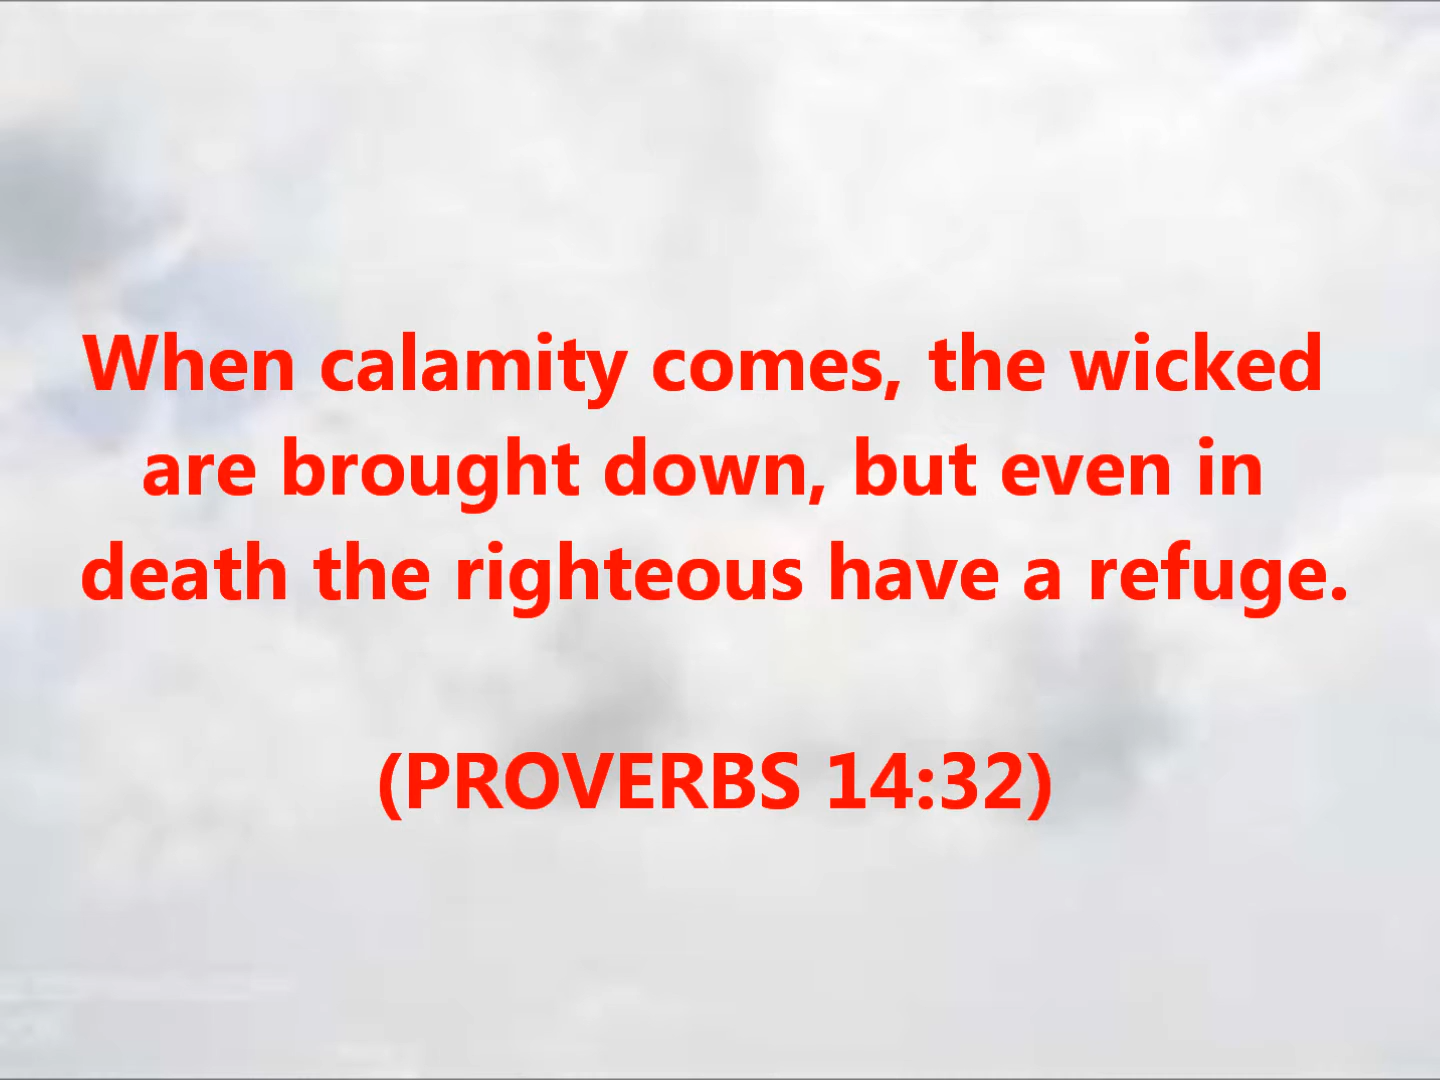 When calamity comes, the wicked
are brought down, but even in
death the righteous have a refuge.
(PROVERBS 14:32)